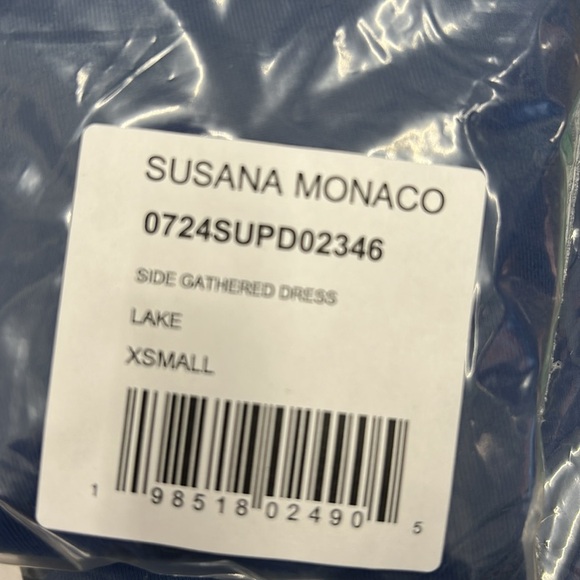 SUSANA MONACO
0724SUPD02346
SIDE GATHERED DRESS
LAKE
XSMALL
1 98518 02490 5